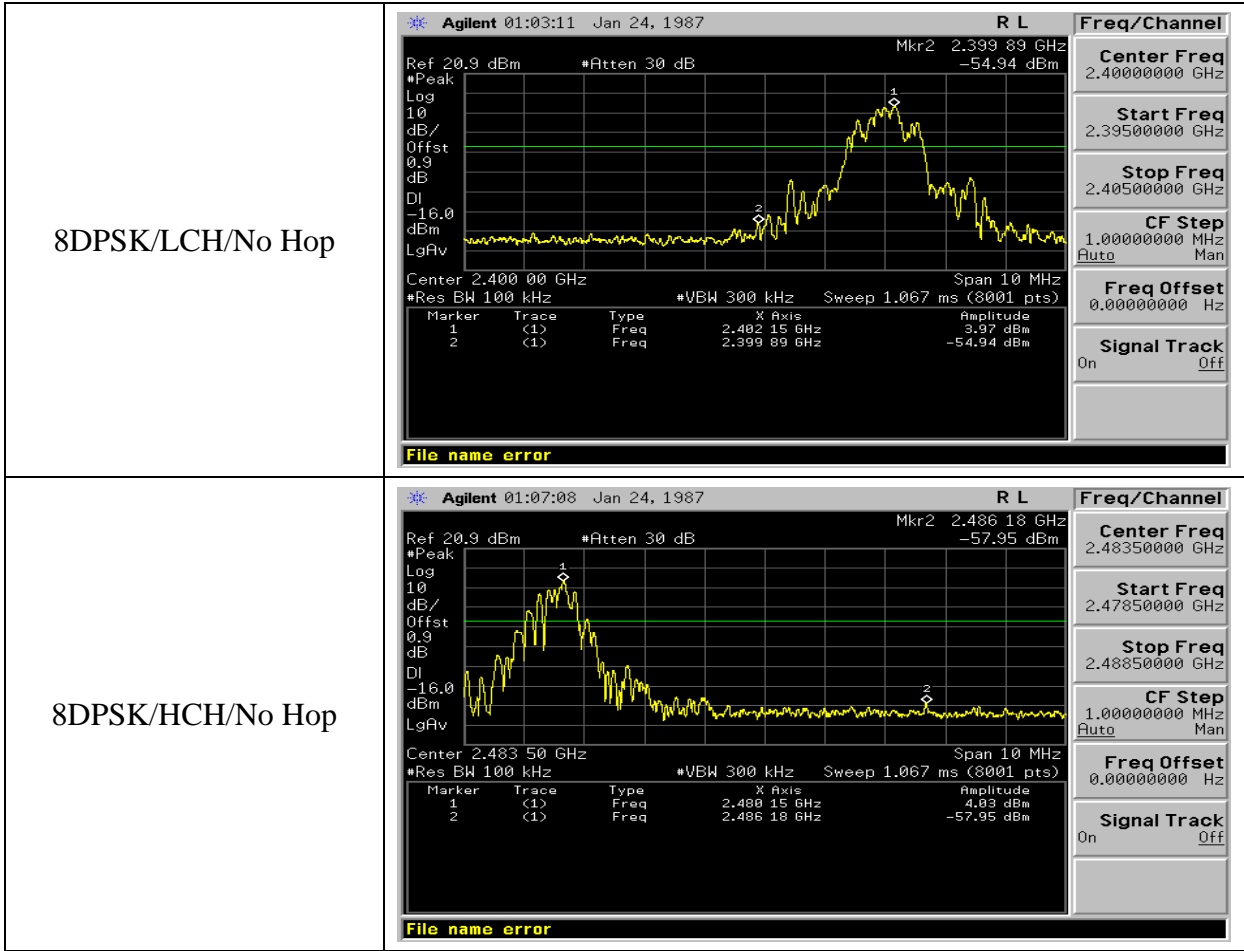 8DPSK/LCH/No Hop
Agilent 01:03:11 Jan 24, 1987 R L Freq/Channel
Mkr2 2.399 89 GHz
Ref 20.9 dBm #Atten 30 dB -54.94 dBm
#Peak
Log
10
dB/
Offst
0.9
dB
DI
-16.0
dBm
LgAv
1
2
Center 2.400 00 GHz Span 10 MHz
#Res BW 100 kHz #VBW 300 kHz Sweep 1.067 ms (8001 pts)
Marker Trace Type X Axis Amplitude
1 (1) Freq 2.402 15 GHz 3.97 dBm
2 (1) Freq 2.399 89 GHz -54.94 dBm
File name error
Center Freq
2.40000000 GHz
Start Freq
2.39500000 GHz
Stop Freq
2.40500000 GHz
CF Step
1.00000000 MHz
Auto Man
Freq Offset
0.00000000 Hz
Signal Track
On Off
8DPSK/HCH/No Hop
Agilent 01:07:08 Jan 24, 1987 R L Freq/Channel
Mkr2 2.486 18 GHz
Ref 20.9 dBm #Atten 30 dB -57.95 dBm
#Peak
Log
10
dB/
Offst
0.9
dB
DI
-16.0
dBm
LgAv
1
2
Center 2.483 50 GHz Span 10 MHz
#Res BW 100 kHz #VBW 300 kHz Sweep 1.067 ms (8001 pts)
Marker Trace Type X Axis Amplitude
1 (1) Freq 2.480 15 GHz 4.03 dBm
2 (1) Freq 2.486 18 GHz -57.95 dBm
File name error
Center Freq
2.48350000 GHz
Start Freq
2.47850000 GHz
Stop Freq
2.48850000 GHz
CF Step
1.00000000 MHz
Auto Man
Freq Offset
0.00000000 Hz
Signal Track
On Off